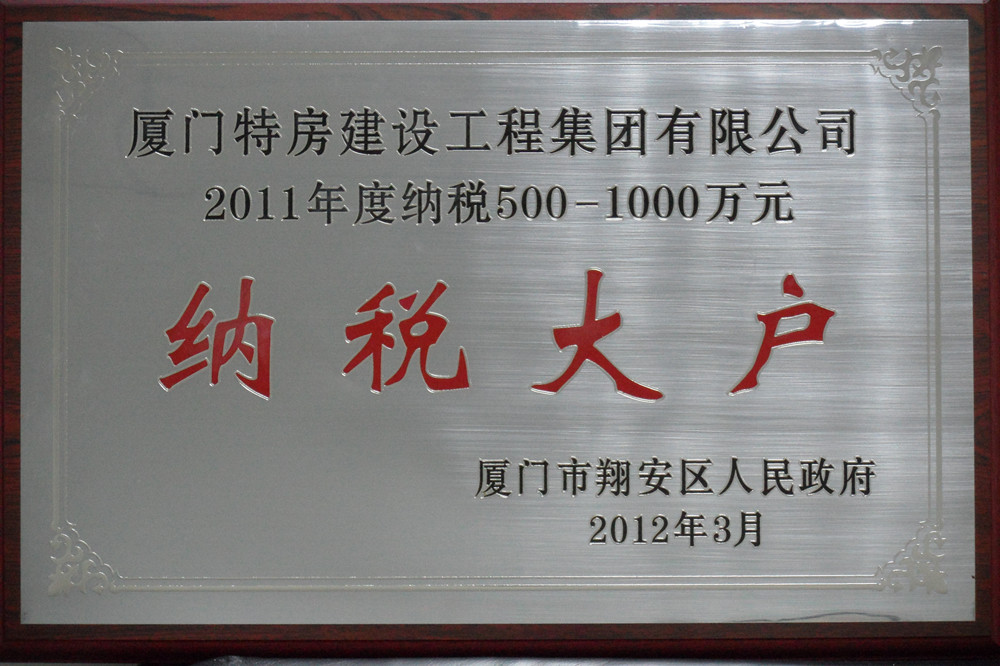 厦门特房建设工程集团有限公司
2011年度纳税500-1000万元
纳税大户
厦门市翔安区人民政府
2012年3月